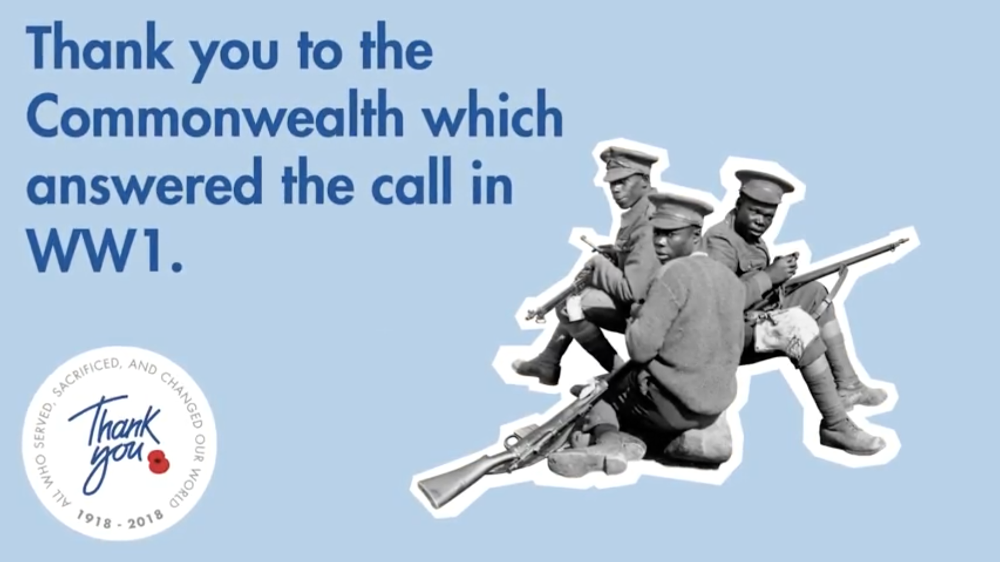 Thank you to the
Commonwealth which
answered the call in
WW1.
ALL WHO SERVED, SACRIFICED, AND CHANGED OUR WORLD
Thank
you
1918 - 2018